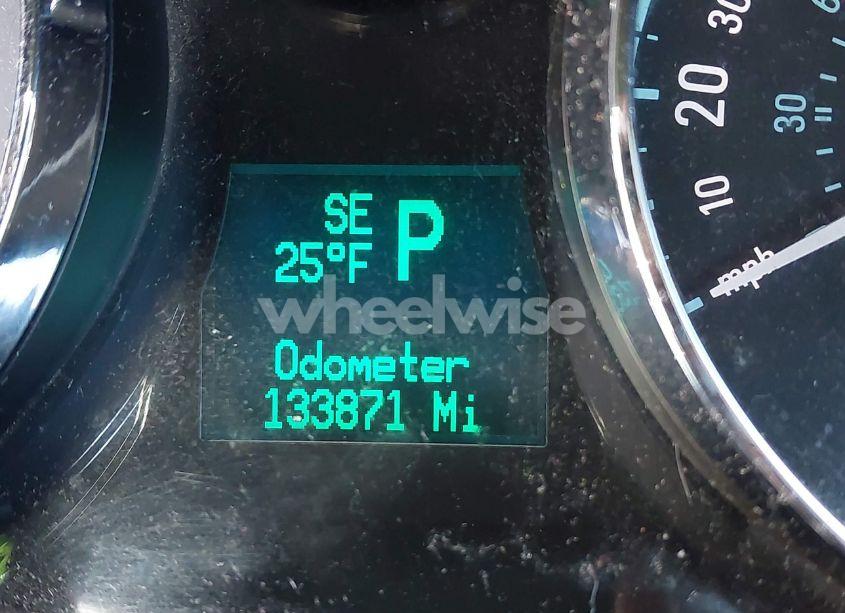 SE P
25°F
wheelwise
Odometer
133871 Mi
30
20
10
mph
30